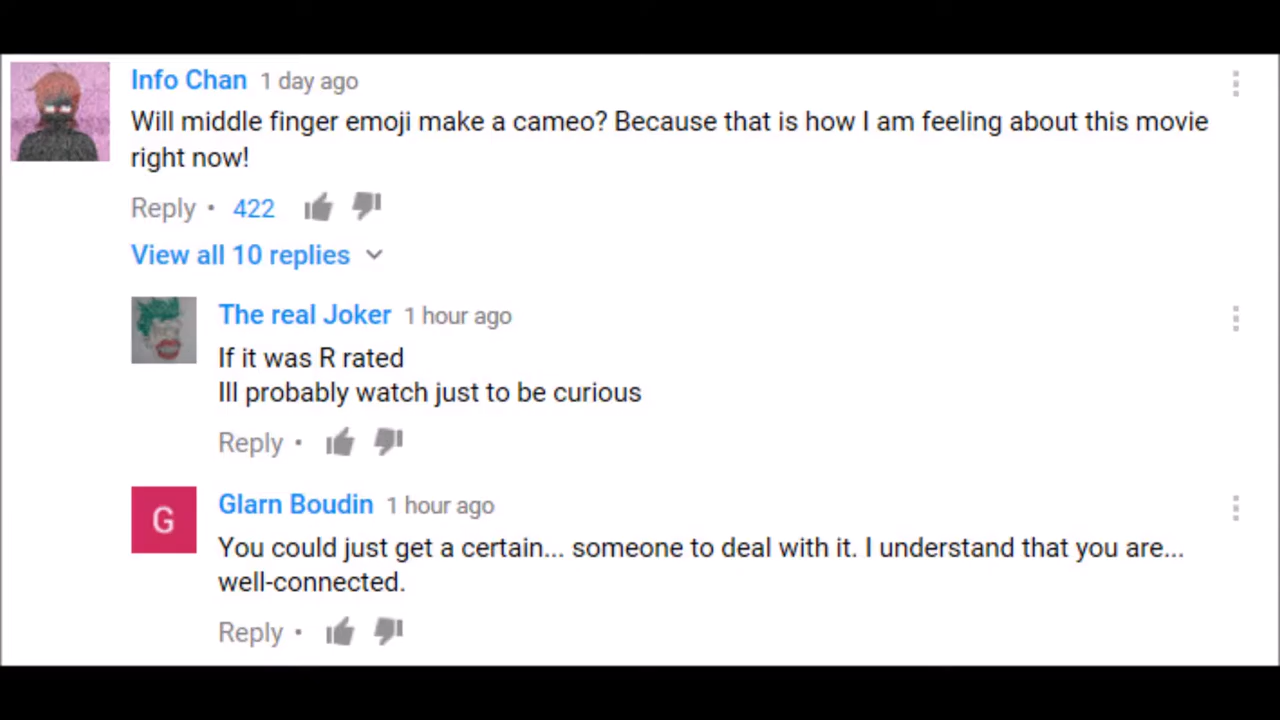 Info Chan 1 day ago
Will middle finger emoji make a cameo? Because that is how I am feeling about this movie
right now!
Reply • 422
View all 10 replies
The real Joker 1 hour ago
If it was R rated
Ill probably watch just to be curious
Reply •
G
Glarn Boudin 1 hour ago
You could just get a certain... someone to deal with it. I understand that you are...
well-connected.
Reply •